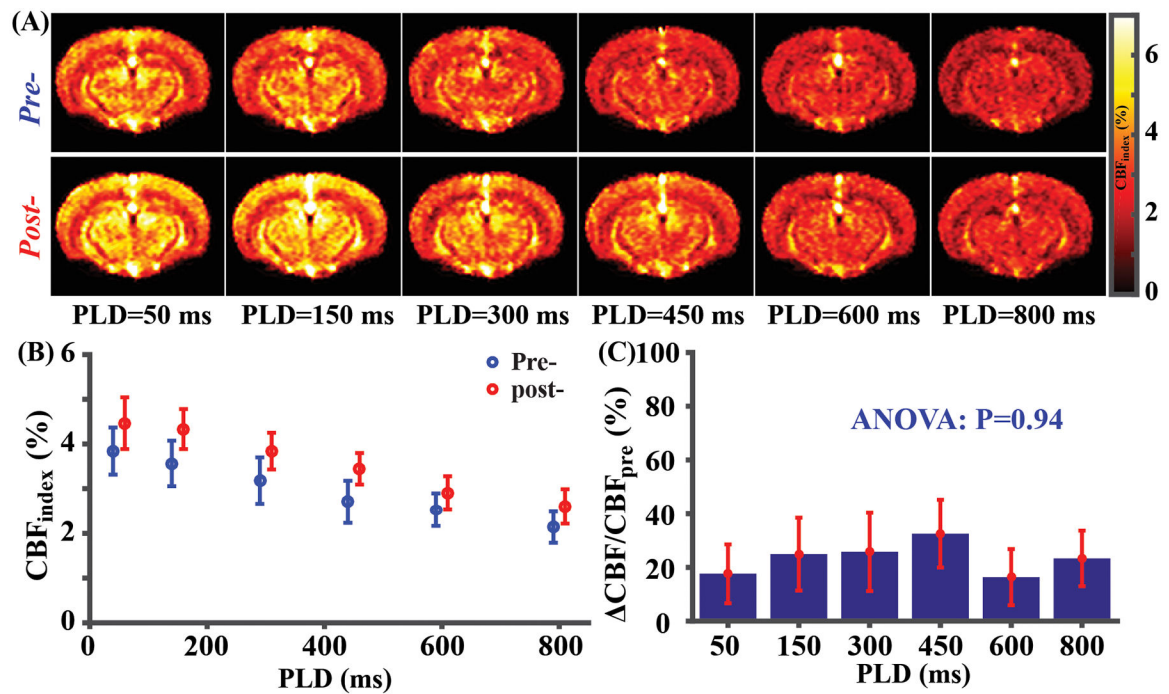 (A)
Pre-
Post-
6
4
2
0
CBFindex (%)
PLD=50 ms PLD=150 ms PLD=300 ms PLD=450 ms PLD=600 ms PLD=800 ms
(B)
6
4
2
0
CBFindex (%)
Pre-
post-
0 200 400 600 800
PLD (ms)
(C)
100
80
60
40
20
0
ΔCBF/CBFpre (%)
ANOVA: P=0.94
50 150 300 450 600 800
PLD (ms)